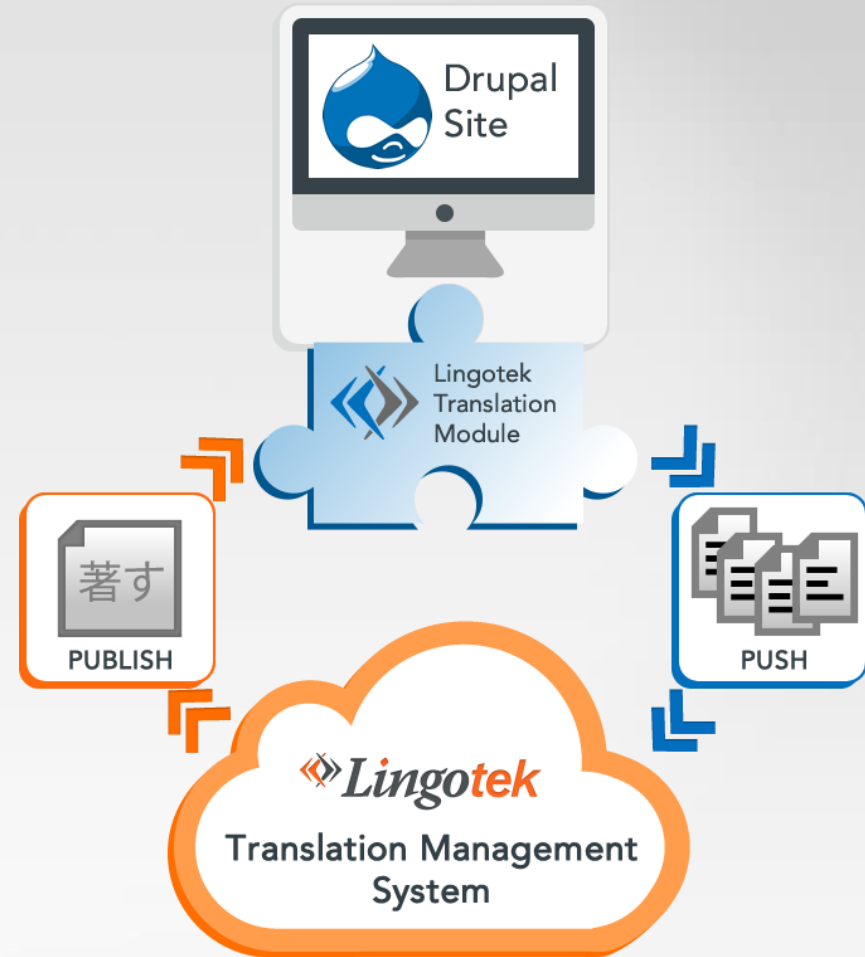 Drupal
Site
Lingotek
Translation
Module
著す
PUBLISH
PUSH
Lingotek
Translation Management
System